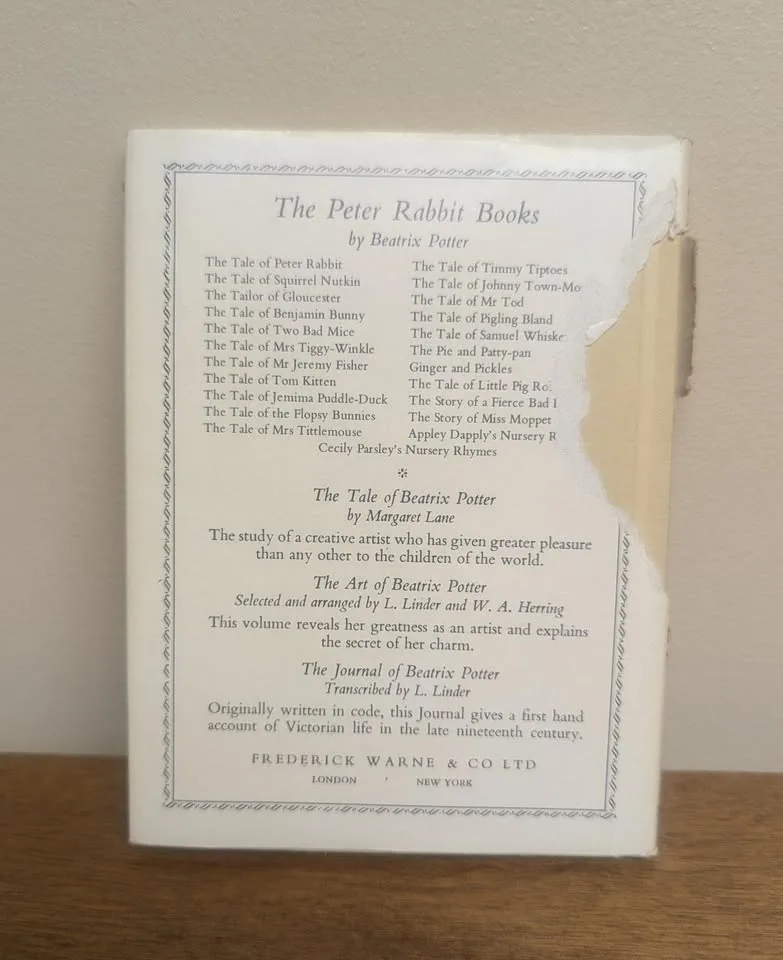 The Peter Rabbit Books
by Beatrix Potter
The Tale of Peter Rabbit
The Tale of Squirrel Nutkin
The Tailor of Gloucester
The Tale of Benjamin Bunny
The Tale of Two Bad Mice
The Tale of Mrs Tiggy-Winkle
The Tale of Mr Jeremy Fisher
The Tale of Tom Kitten
The Tale of Jemima Puddle-Duck
The Tale of the Flopsy Bunnies
The Tale of Mrs Tittlemouse
The Tale of Timmy Tiptoes
The Tale of Johnny Town-Mo
The Tale of Mr Tod
The Tale of Pigling Bland
The Tale of Samuel Whiske
The Pie and Patty-pan
Ginger and Pickles
The Tale of Little Pig Ro
The Story of a Fierce Bad
The Story of Miss Moppet
Appley Dapply's Nursery R
Cecily Parsley's Nursery Rhymes
*
The Tale of Beatrix Potter
by Margaret Lane
The study of a creative artist who has given greater pleasure
than any other to the children of the world.
The Art of Beatrix Potter
Selected and arranged by L. Linder and W. A. Herring
This volume reveals her greatness as an artist and explains
the secret of her charm.
The Journal of Beatrix Potter
Transcribed by L. Linder
Originally written in code, this Journal gives a first hand
account of Victorian life in the late nineteenth century.
FREDERICK WARNE & CO LTD
LONDON · NEW YORK